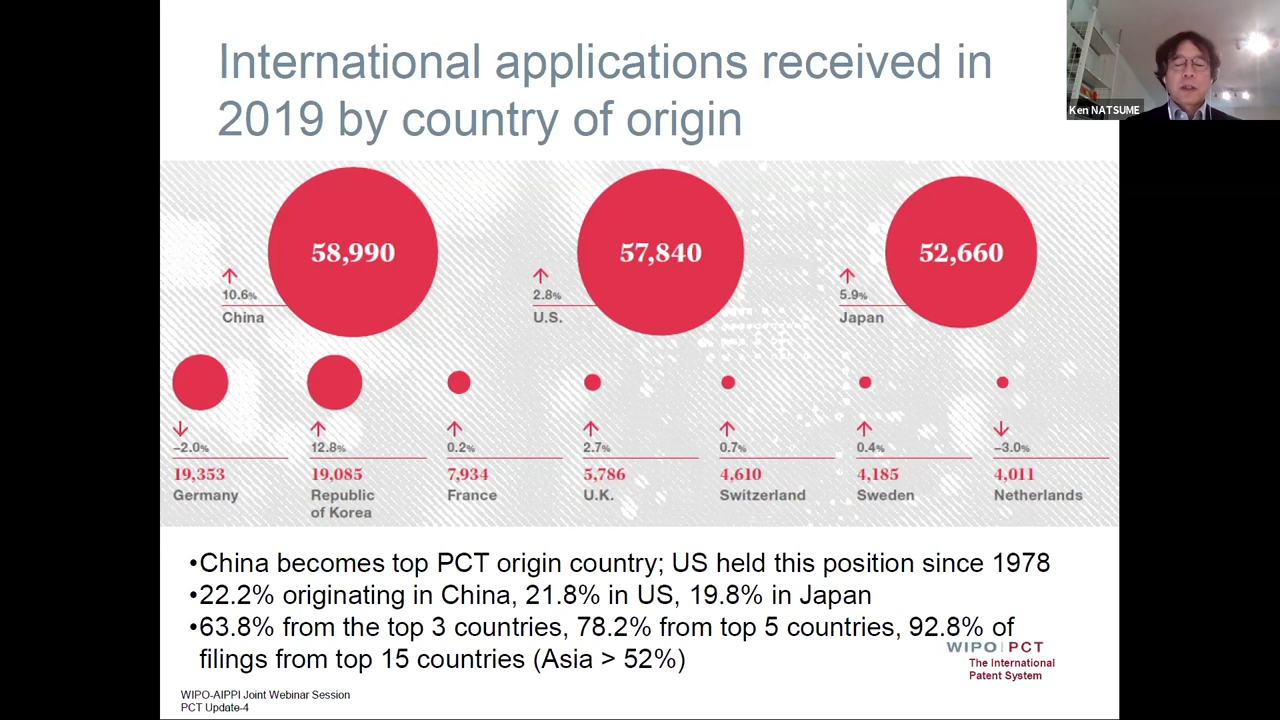 International applications received in
2019 by country of origin
Ken NATSUME
58,990
10.6%
China
57,840
2.8%
U.S.
52,660
5.9%
Japan
–2.0%
19,353
Germany
12.8%
19,085
Republic
of Korea
0.2%
7,934
France
2.7%
5,786
U.K.
0.7%
4,610
Switzerland
0.4%
4,185
Sweden
–3.0%
4,011
Netherlands
•China becomes top PCT origin country; US held this position since 1978
•22.2% originating in China, 21.8% in US, 19.8% in Japan
•63.8% from the top 3 countries, 78.2% from top 5 countries, 92.8% of
filings from top 15 countries (Asia > 52%)
WIPO|PCT
The International
Patent System
WIPO-AIPPI Joint Webinar Session
PCT Update-4